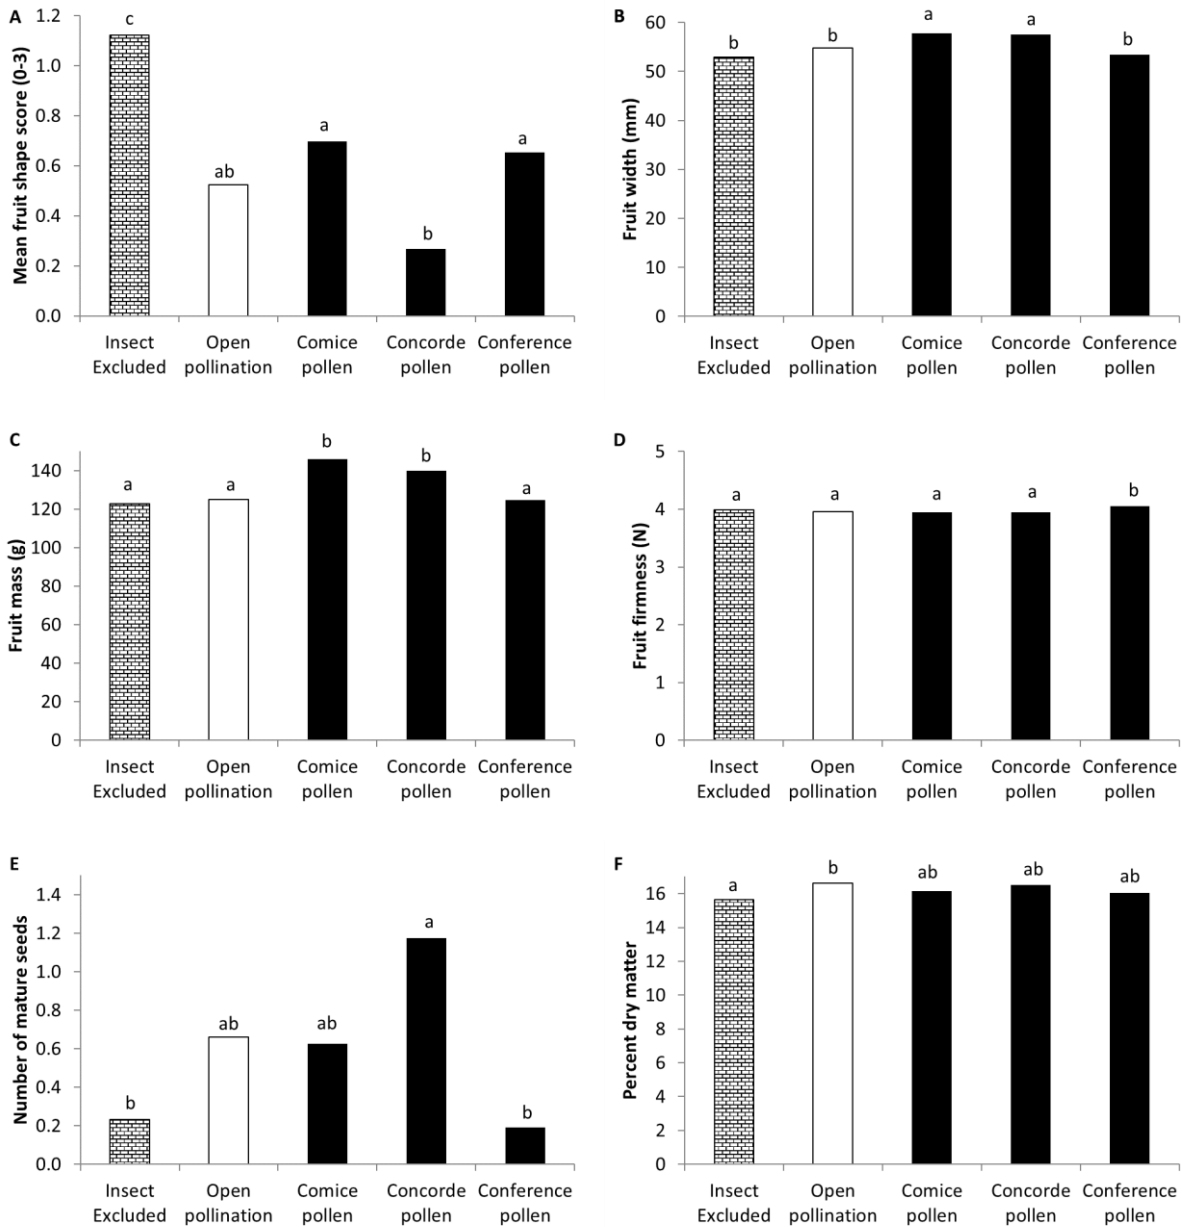 A
Mean fruit shape score (0-3)
1.2
1.0
0.8
0.6
0.4
0.2
0.0
c
ab
a
b
a
Insect Excluded
Open pollination
Comice pollen
Concorde pollen
Conference pollen
B
Fruit width (mm)
60
50
40
30
20
10
0
b
b
a
a
b
Insect Excluded
Open pollination
Comice pollen
Concorde pollen
Conference pollen
C
Fruit mass (g)
140
120
100
80
60
40
20
0
a
a
b
b
a
Insect Excluded
Open pollination
Comice pollen
Concorde pollen
Conference pollen
D
Fruit firmness (N)
5
4
3
2
1
0
a
a
a
a
b
Insect Excluded
Open pollination
Comice pollen
Concorde pollen
Conference pollen
E
Number of mature seeds
1.4
1.2
1.0
0.8
0.6
0.4
0.2
0.0
b
ab
ab
a
b
Insect Excluded
Open pollination
Comice pollen
Concorde pollen
Conference pollen
F
Percent dry matter
16
14
12
10
8
6
4
2
0
a
b
ab
ab
ab
Insect Excluded
Open pollination
Comice pollen
Concorde pollen
Conference pollen